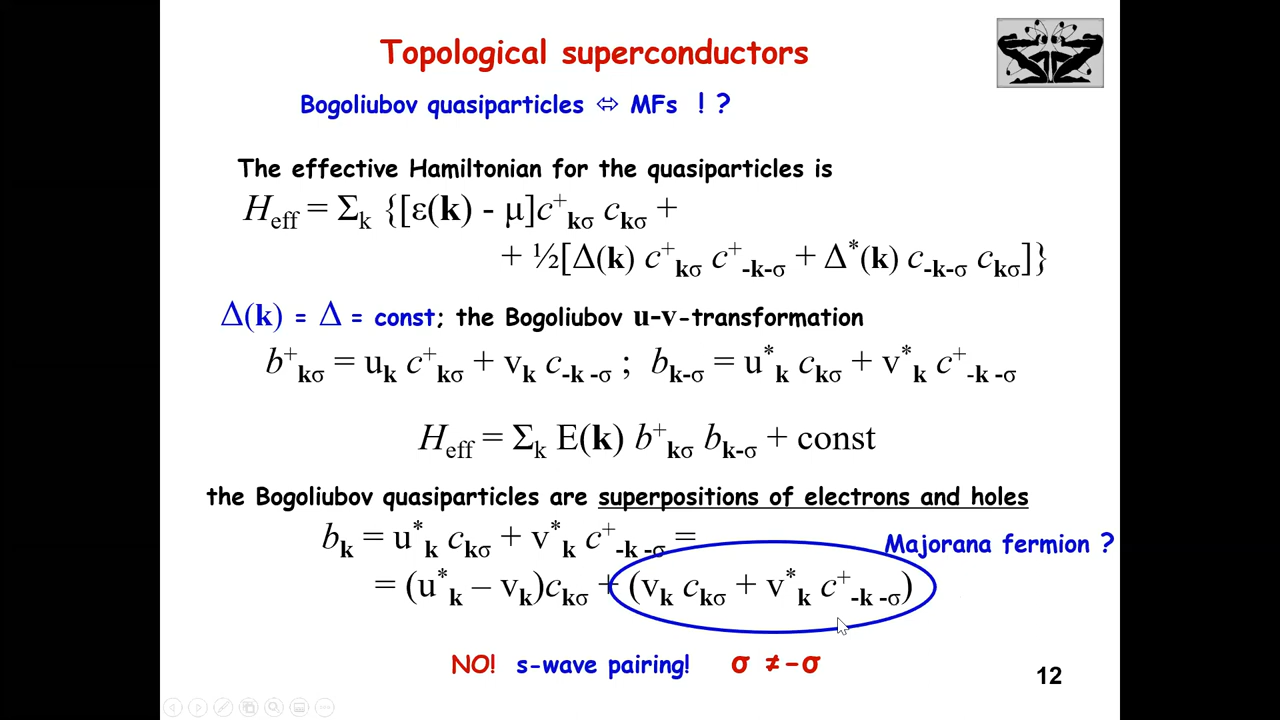 Topological superconductors
Bogoliubov quasiparticles ⇔ MFs ! ?
The effective Hamiltonian for the quasiparticles is
H_eff = Σ_k {[ε(k) - μ]c^+_kσ c_kσ +
+ ½[Δ(k) c^+_kσ c^+_-k-σ + Δ^*(k) c_-k-σ c_kσ]}
Δ(k) = Δ = const; the Bogoliubov u-v-transformation
b^+_kσ = u_k c^+_kσ + v_k c_-k -σ ; b_k-σ = u^*_k c_kσ + v^*_k c^+_-k -σ
H_eff = Σ_k E(k) b^+_kσ b_k-σ + const
the Bogoliubov quasiparticles are superpositions of electrons and holes
b_k = u^*_k c_kσ + v^*_k c^+_-k -σ =
Majorana fermion ?
= (u^*_k – v_k)c_kσ + (v_k c_kσ + v^*_k c^+_-k -σ)
NO! s-wave pairing! σ ≠ -σ
12